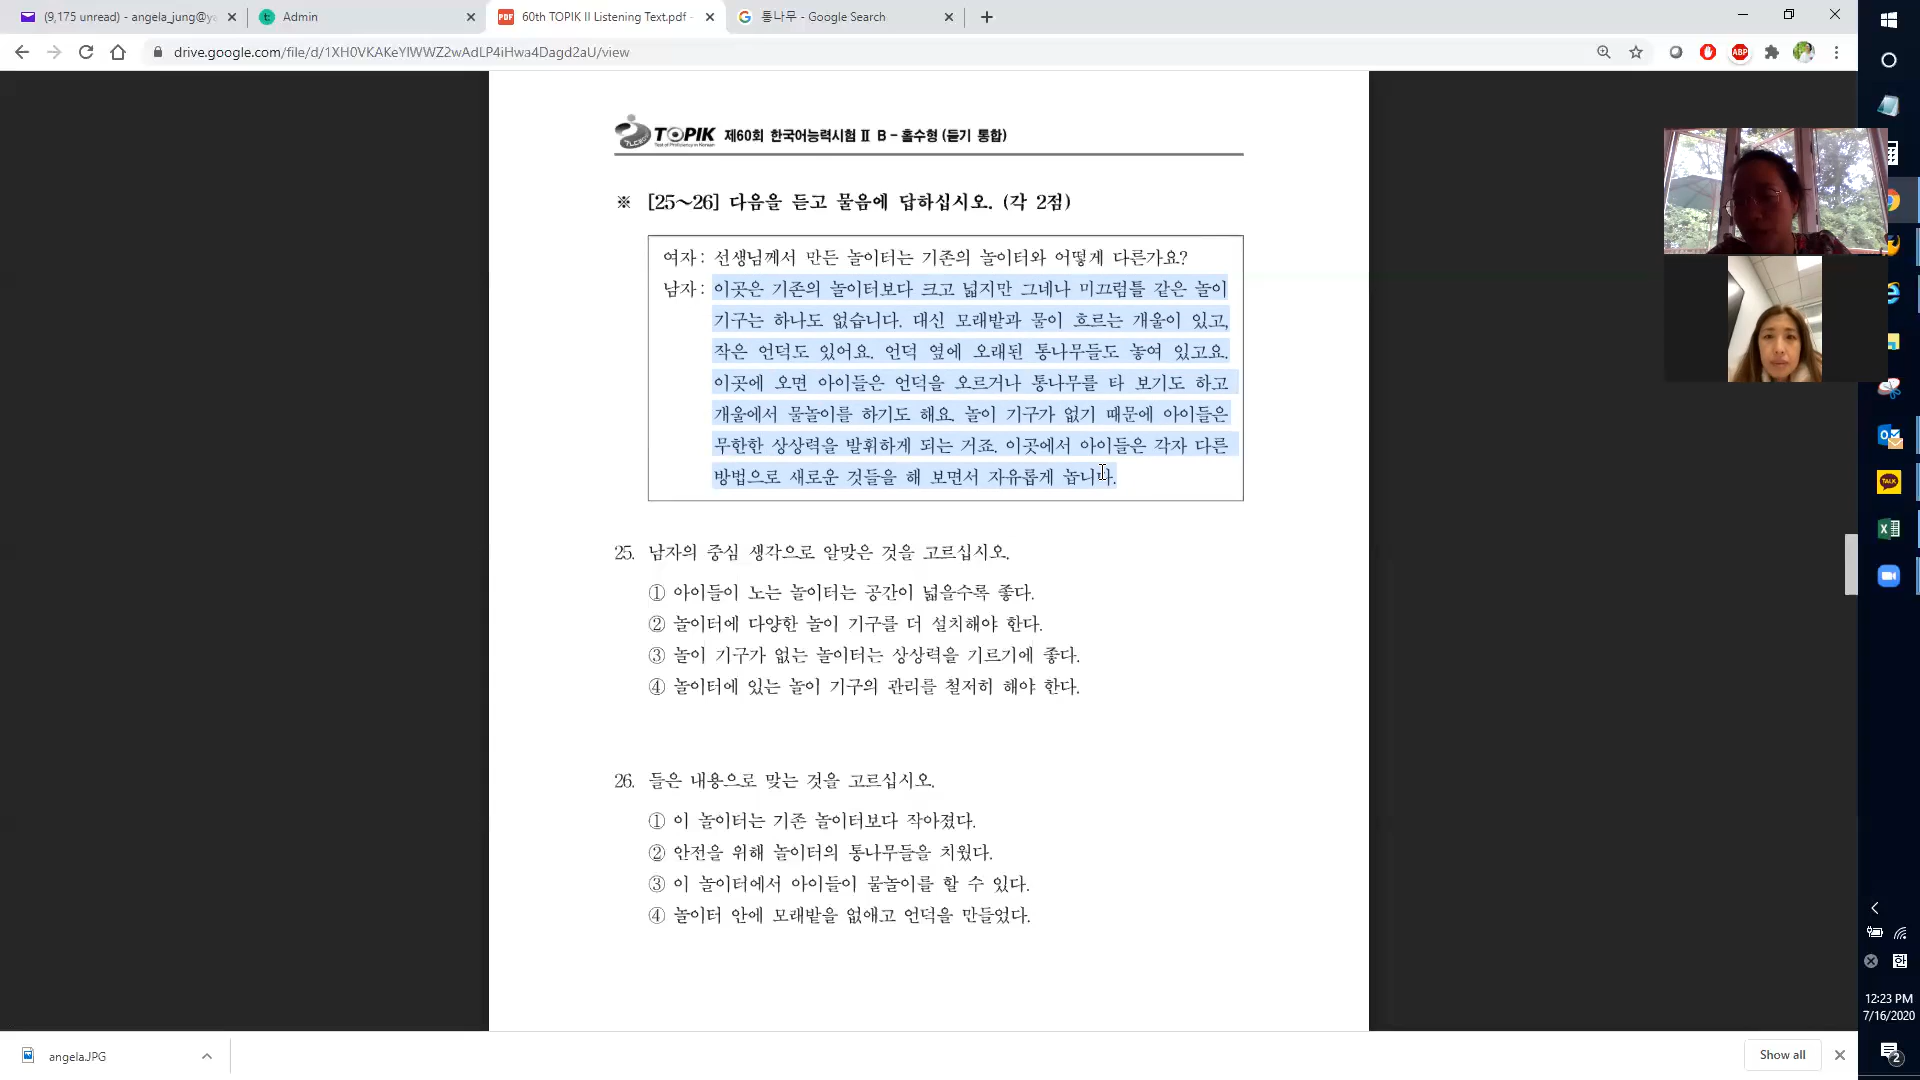 (9,175 unread) - angela_jung@ya
Admin
60th TOPIK II Listening Text.pdf -
통나무 - Google Search
drive.google.com/file/d/1XH0VKAKeYIWWZ2wAdLP4iHwa4Dagd2aU/view
TOPIK 제60회 한국어능력시험 Ⅱ B - 홀수형 (듣기 통합)
Test of Proficiency in Korean
※ [25~26] 다음을 듣고 물음에 답하십시오. (각 2점)
여자 : 선생님께서 만든 놀이터는 기존의 놀이터와 어떻게 다른가요?
남자 : 이곳은 기존의 놀이터보다 크고 넓지만 그네나 미끄럼틀 같은 놀이
기구는 하나도 없습니다. 대신 모래밭과 물이 흐르는 개울이 있고,
작은 언덕도 있어요. 언덕 옆에 오래된 통나무들도 놓여 있고요.
이곳에 오면 아이들은 언덕을 오르거나 통나무를 타 보기도 하고
개울에서 물놀이를 하기도 해요. 놀이 기구가 없기 때문에 아이들은
무한한 상상력을 발휘하게 되는 거죠. 이곳에서 아이들은 각자 다른
방법으로 새로운 것들을 해 보면서 자유롭게 놉니다.
25. 남자의 중심 생각으로 알맞은 것을 고르십시오.
① 아이들이 노는 놀이터는 공간이 넓을수록 좋다.
② 놀이터에 다양한 놀이 기구를 더 설치해야 한다.
③ 놀이 기구가 없는 놀이터는 상상력을 기르기에 좋다.
④ 놀이터에 있는 놀이 기구의 관리를 철저히 해야 한다.
26. 들은 내용으로 맞는 것을 고르십시오.
① 이 놀이터는 기존 놀이터보다 작아졌다.
② 안전을 위해 놀이터의 통나무들을 치웠다.
③ 이 놀이터에서 아이들이 물놀이를 할 수 있다.
④ 놀이터 안에 모래밭을 없애고 언덕을 만들었다.
angela.JPG
Show all
ABP
TALK
한
12:23 PM
7/16/2020
2